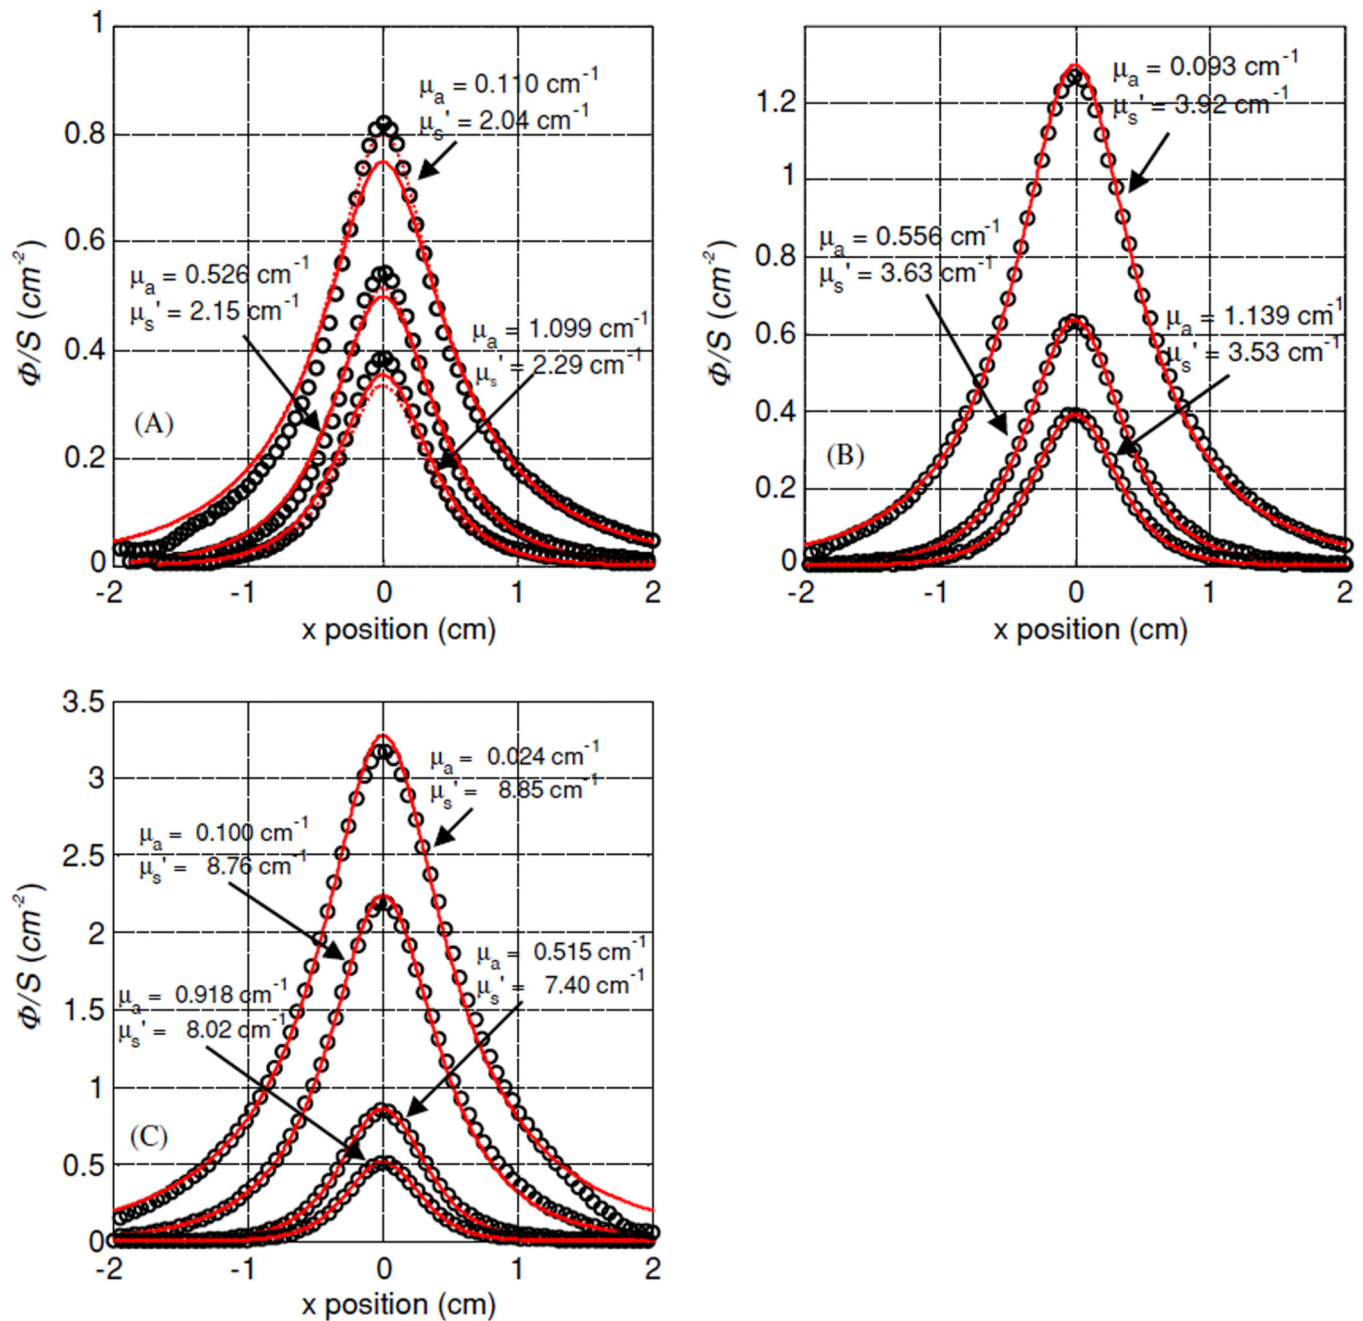 1
0.8
0.6
0.4
0.2
0
-2
-1
0
1
2
Φ/S (cm⁻²)
x position (cm)
(A)
μₐ = 0.110 cm⁻¹
μₛ' = 2.04 cm⁻¹
μₐ = 0.526 cm⁻¹
μₛ' = 2.15 cm⁻¹
μₐ = 1.099 cm⁻¹
μₛ' = 2.29 cm⁻¹
1.2
1
0.8
0.6
0.4
0.2
0
-2
-1
0
1
2
Φ/S (cm⁻²)
x position (cm)
(B)
μₐ = 0.093 cm⁻¹
μₛ' = 3.92 cm⁻¹
μₐ = 0.556 cm⁻¹
μₛ' = 3.63 cm⁻¹
μₐ = 1.139 cm⁻¹
μₛ' = 3.53 cm⁻¹
3.5
3
2.5
2
1.5
1
0.5
0
-2
-1
0
1
2
Φ/S (cm⁻²)
x position (cm)
(C)
μₐ = 0.024 cm⁻¹
μₛ' = 8.85 cm⁻¹
μₐ = 0.100 cm⁻¹
μₛ' = 8.76 cm⁻¹
μₐ = 0.515 cm⁻¹
μₛ' = 7.40 cm⁻¹
μₐ = 0.918 cm⁻¹
μₛ' = 8.02 cm⁻¹